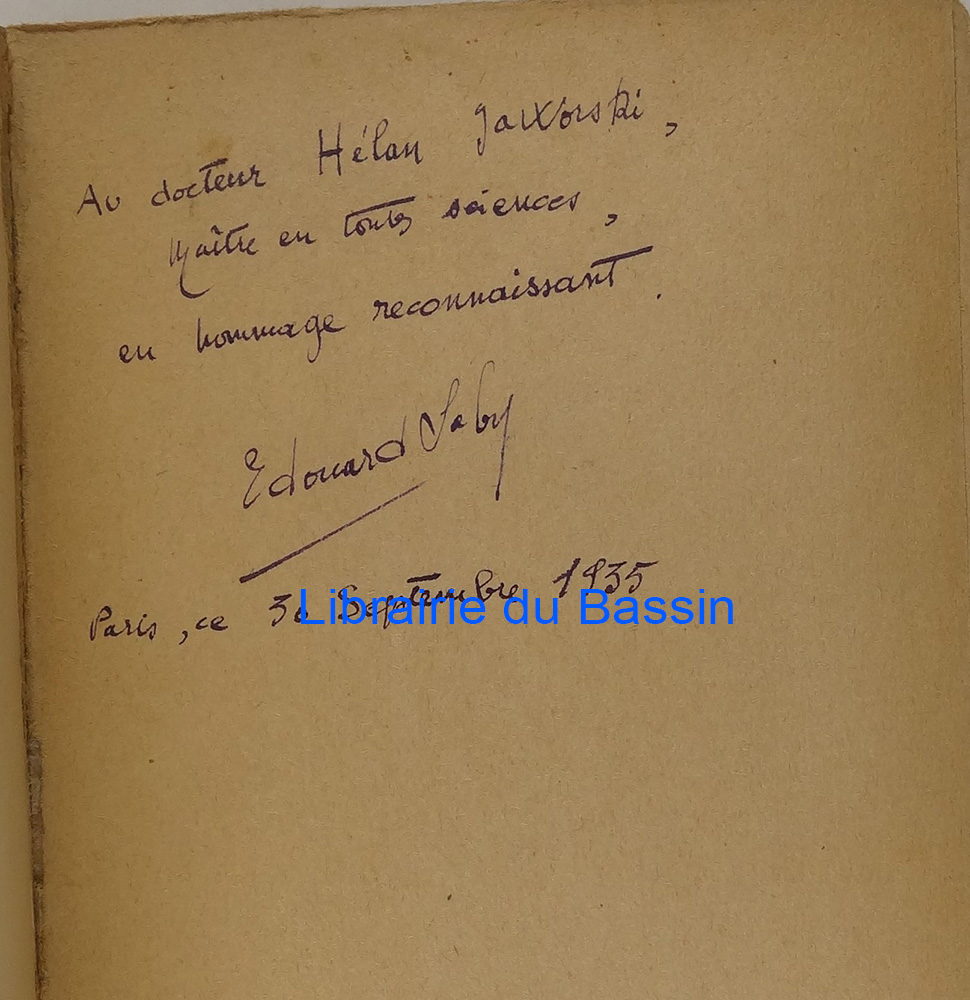 Au docteur Hélan Jaworski,
Maître en toutes sciences,
en hommage reconnaissant.
Edouard Saby
Paris, ce 30 Septembre 1935
Librairie du Bassin